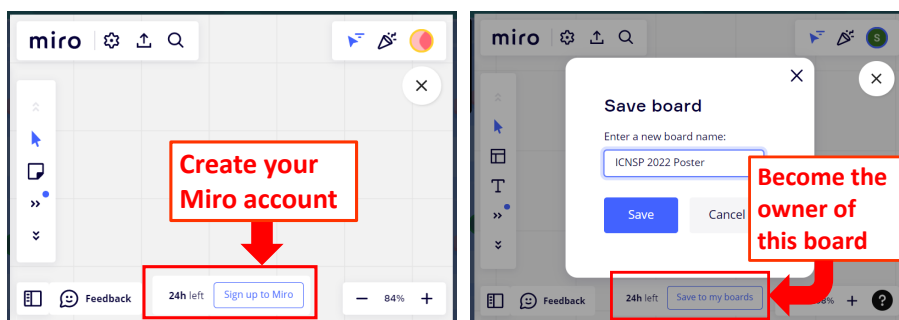 miro
Create your
Miro account
Feedback
24h left
Sign up to Miro
84%
miro
S
Save board
Enter a new board name:
ICNSP 2022 Poster
Save
Cancel
Become the
owner of
this board
Feedback
24h left
Save to my boards